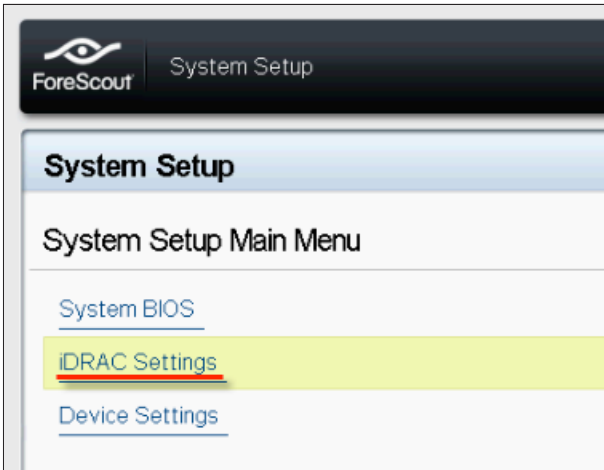 ForeScout
System Setup
System Setup
System Setup Main Menu
System BIOS
iDRAC Settings
Device Settings